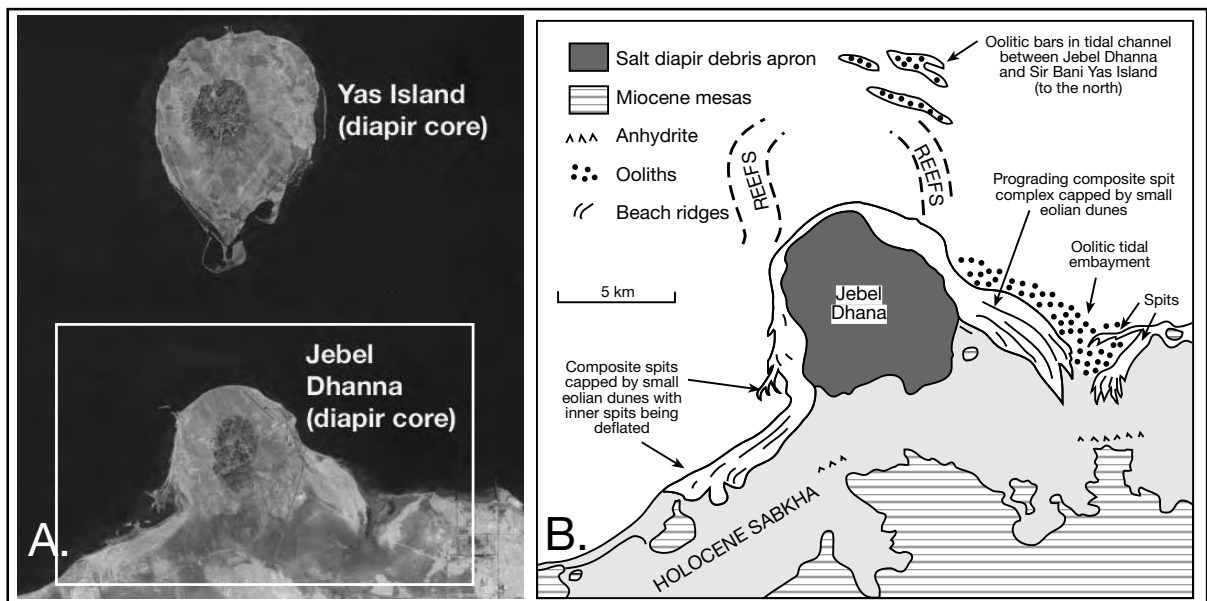 Yas Island
(diapir core)
Jebel
Dhanna
(diapir core)
A.
Salt diapir debris apron
Miocene mesas
Anhydrite
Ooliths
Beach ridges
5 km
Oolitic bars in tidal channel
between Jebel Dhanna
and Sir Bani Yas Island
(to the north)
REEFS
REEFS
Prograding composite spit
complex capped by small
eolian dunes
Oolitic tidal
embayment
Spits
Jebel
Dhana
Composite spits
capped by small
eolian dunes with
inner spits being
deflated
HOLOCENE SABKHA
B.